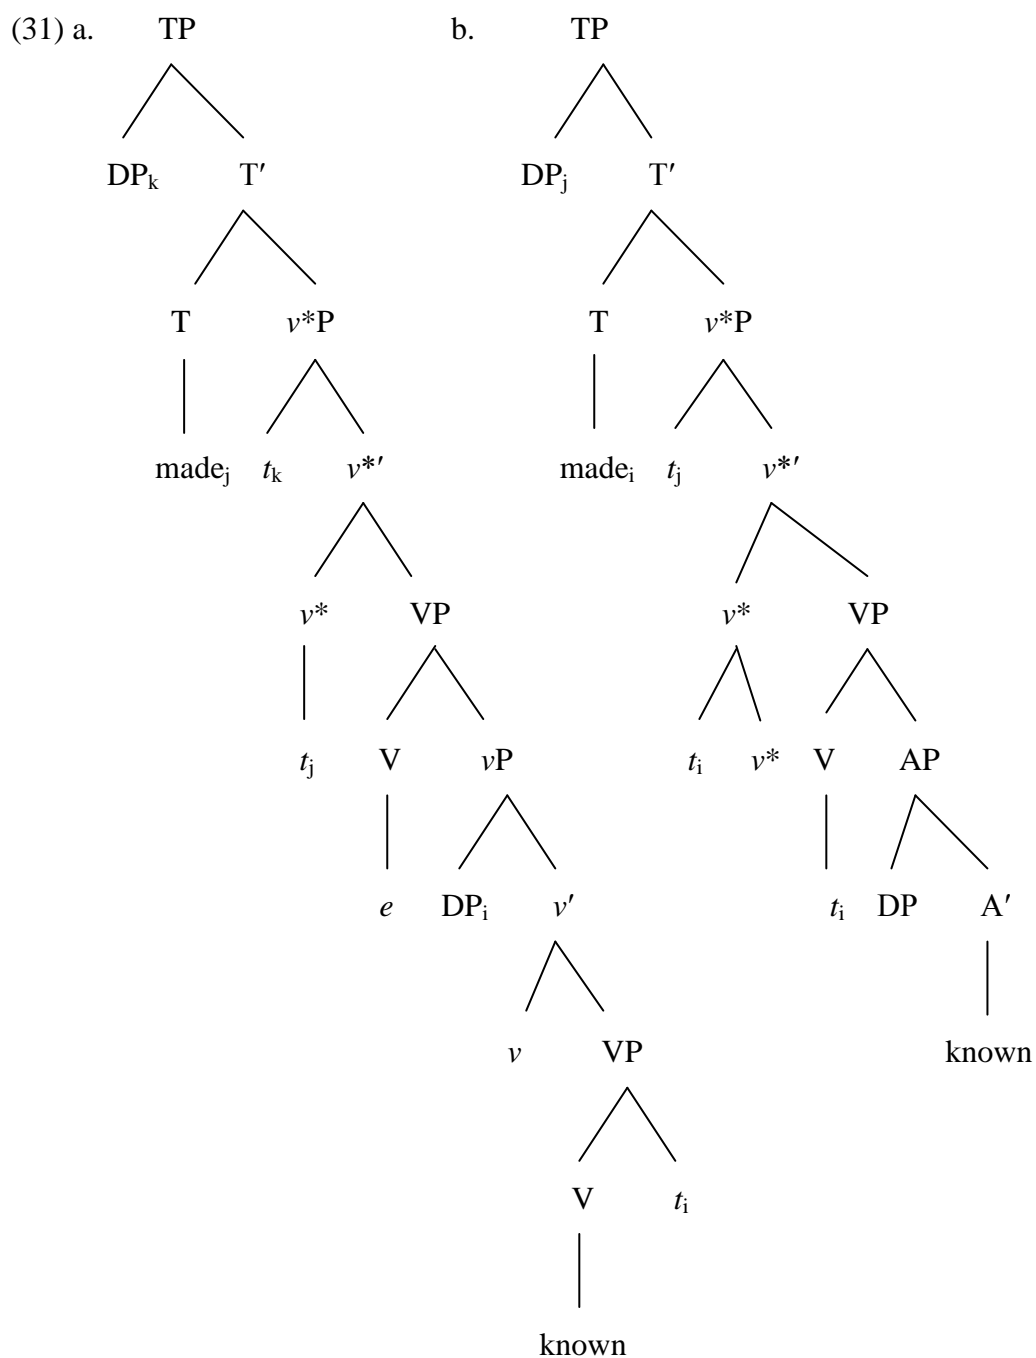 (31) a. TP b. TP
DPk T′ DPj T′
T v*P T v*P
madej tk v*′ madei tj v*′
v* VP v* VP
tj V vP ti v* V AP
e DPi v′ ti DP A′
v VP known
V ti
known